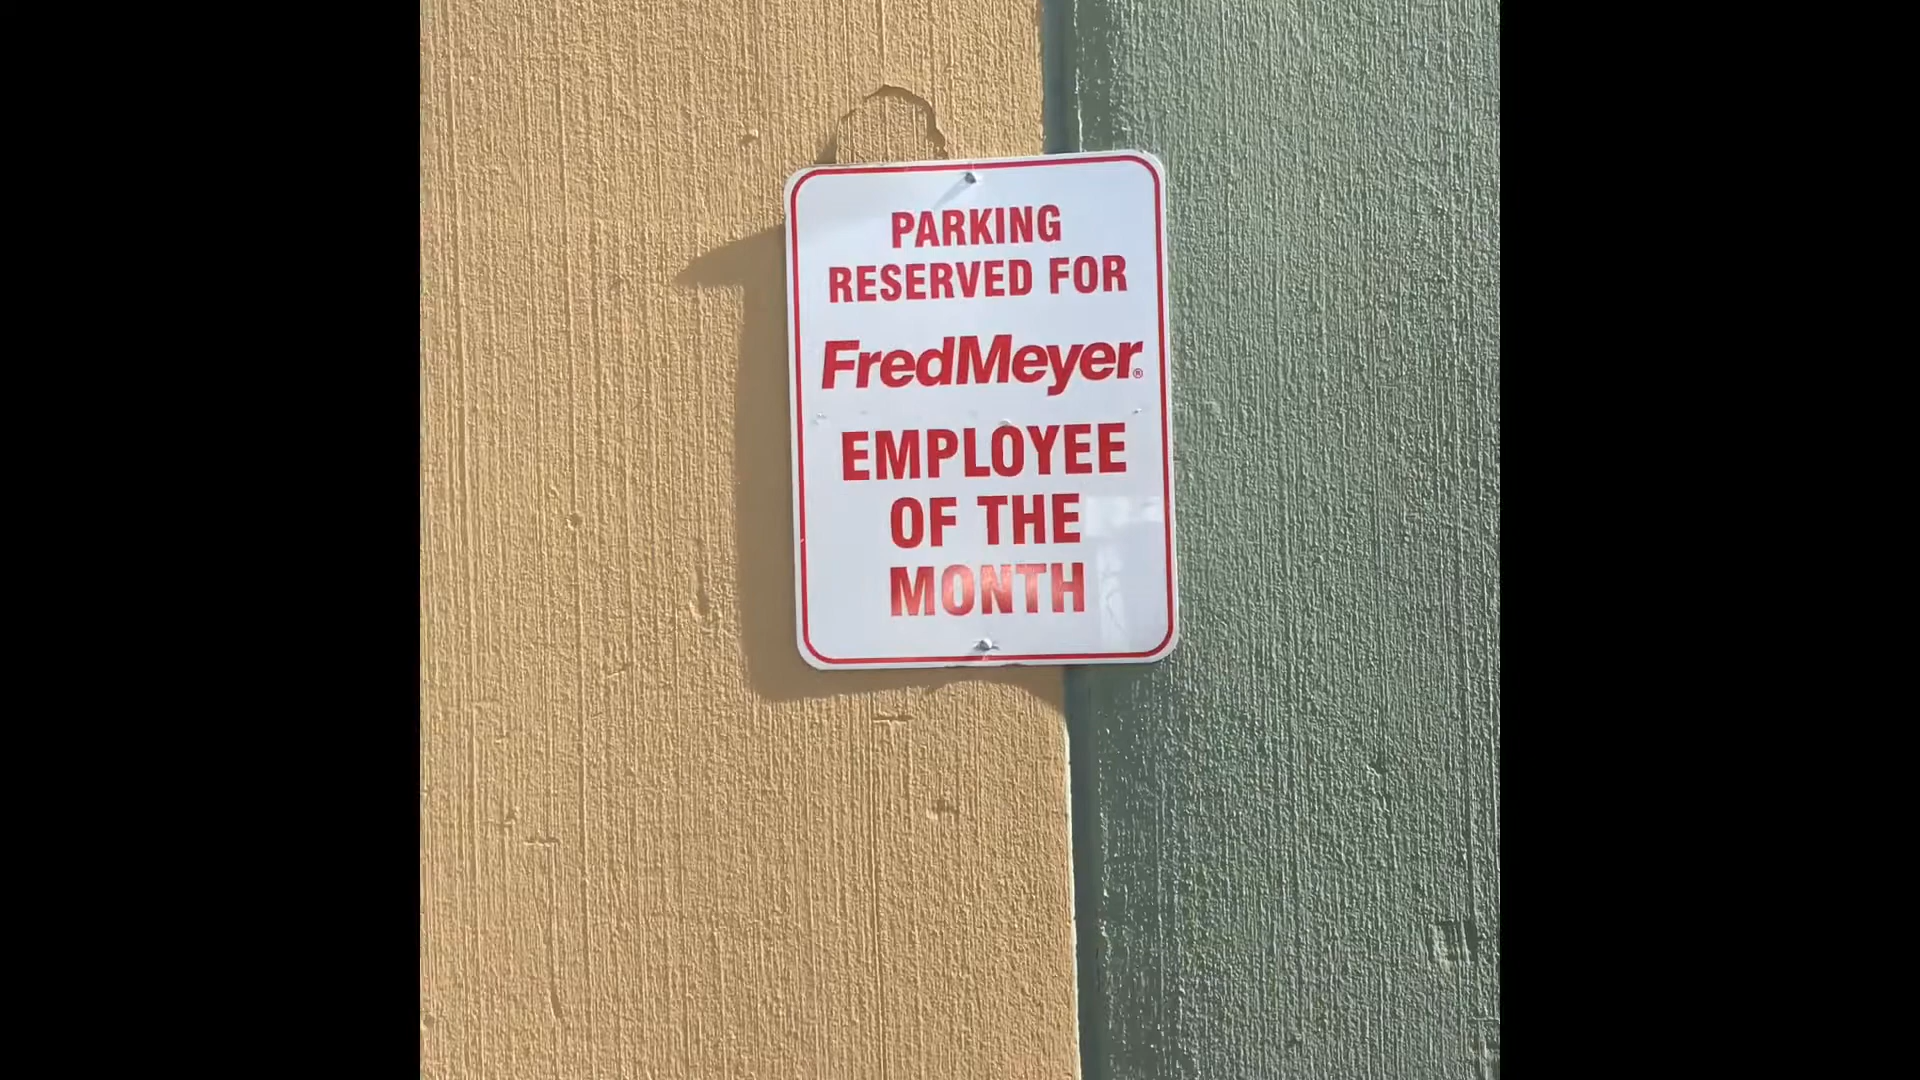 PARKING
RESERVED FOR
FredMeyer®
EMPLOYEE
OF THE
MONTH